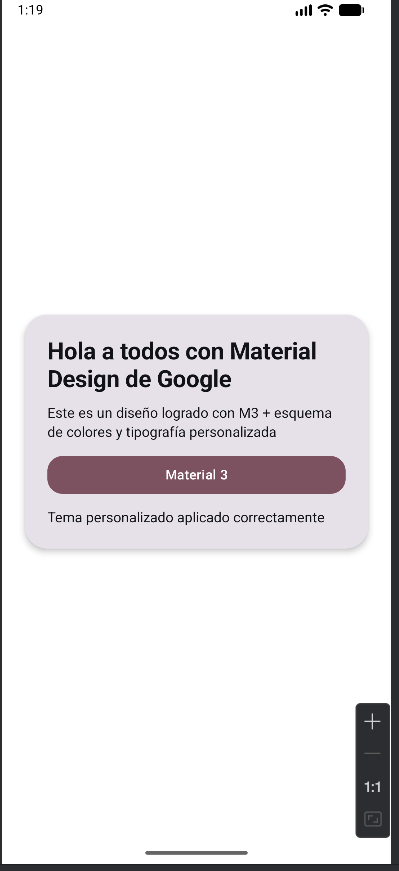 1:19
Hola a todos con Material
Design de Google
Este es un diseño logrado con M3 + esquema
de colores y tipografía personalizada
Material 3
Tema personalizado aplicado correctamente
1:1